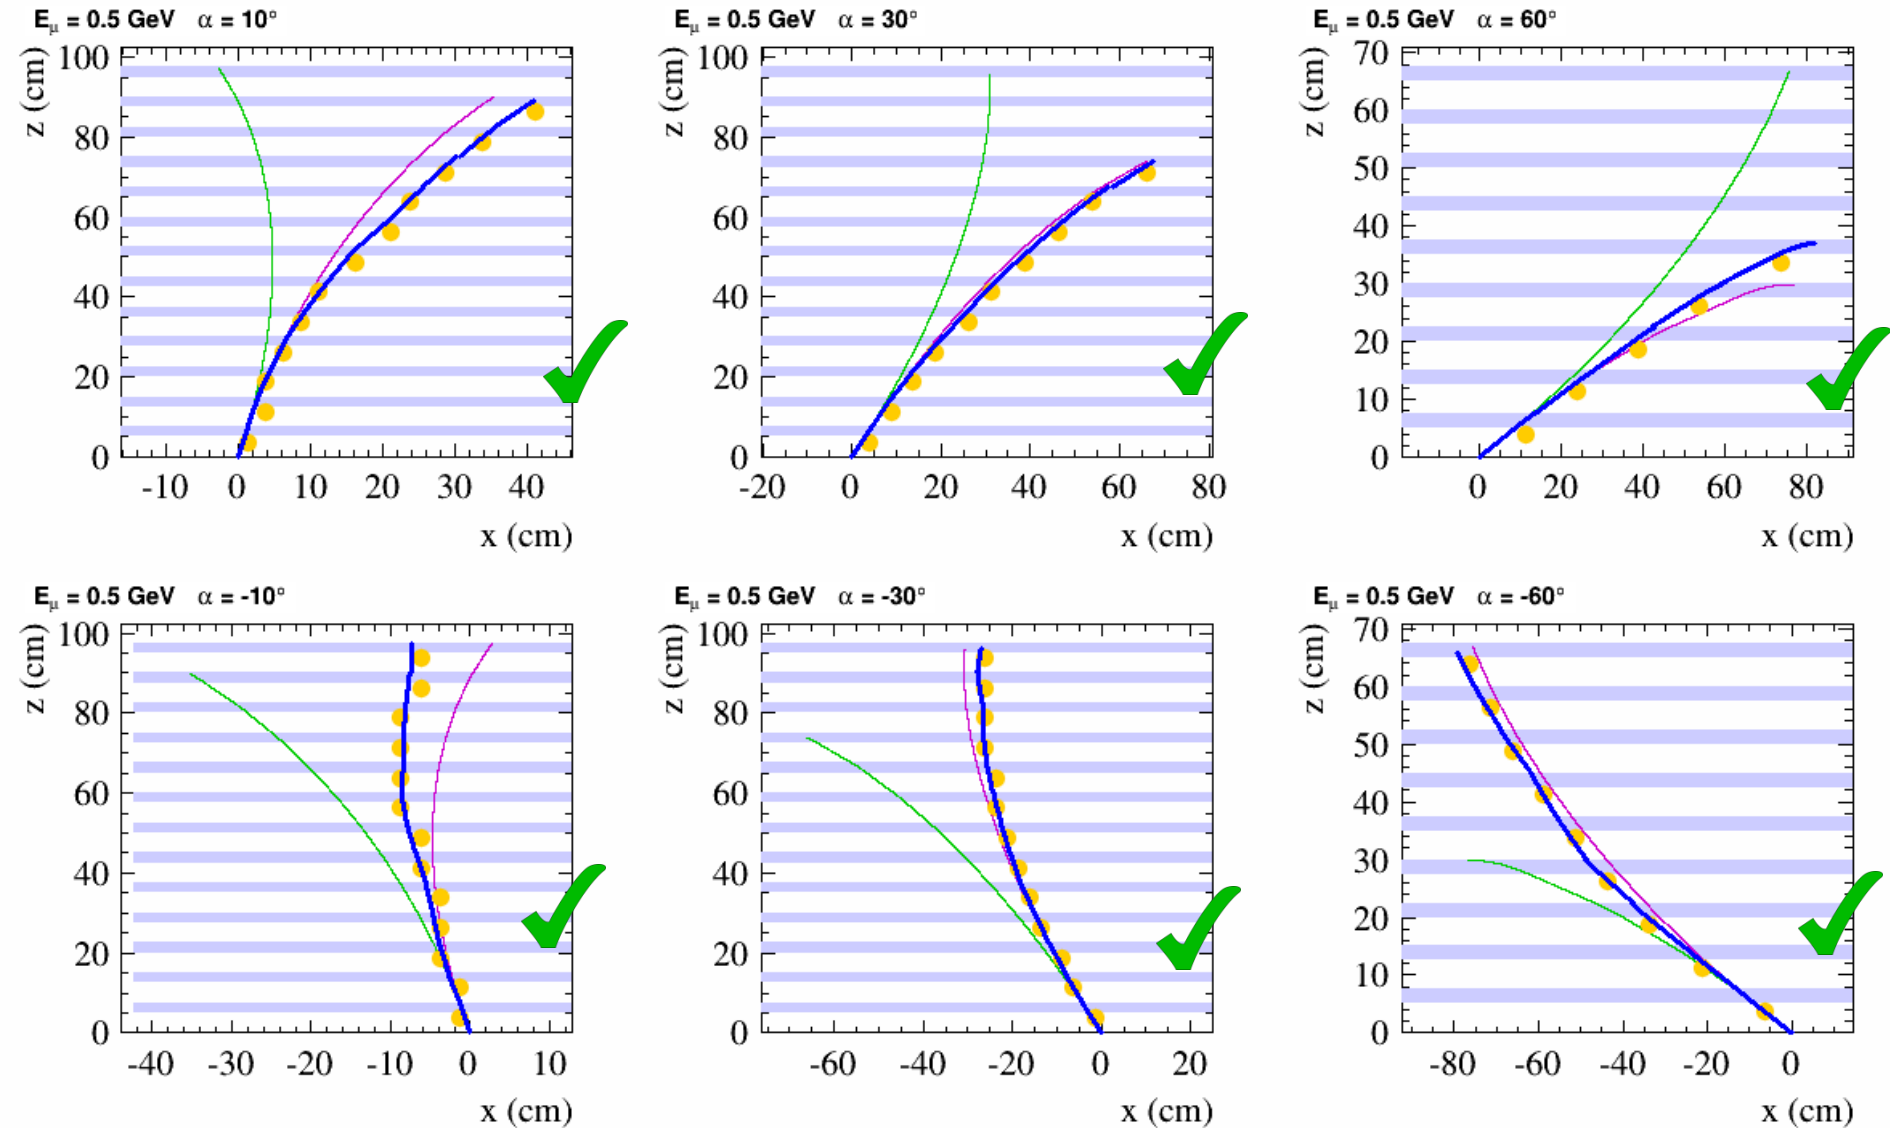 E_μ = 0.5 GeV α = 10°
z (cm)
100
80
60
40
20
0
-10 0 10 20 30 40
x (cm)
E_μ = 0.5 GeV α = 30°
z (cm)
100
80
60
40
20
0
-20 0 20 40 60 80
x (cm)
E_μ = 0.5 GeV α = 60°
z (cm)
70
60
50
40
30
20
10
0
0 20 40 60 80
x (cm)
E_μ = 0.5 GeV α = -10°
z (cm)
100
80
60
40
20
0
-40 -30 -20 -10 0 10
x (cm)
E_μ = 0.5 GeV α = -30°
z (cm)
100
80
60
40
20
0
-60 -40 -20 0 20
x (cm)
E_μ = 0.5 GeV α = -60°
z (cm)
70
60
50
40
30
20
10
0
-80 -60 -40 -20 0
x (cm)